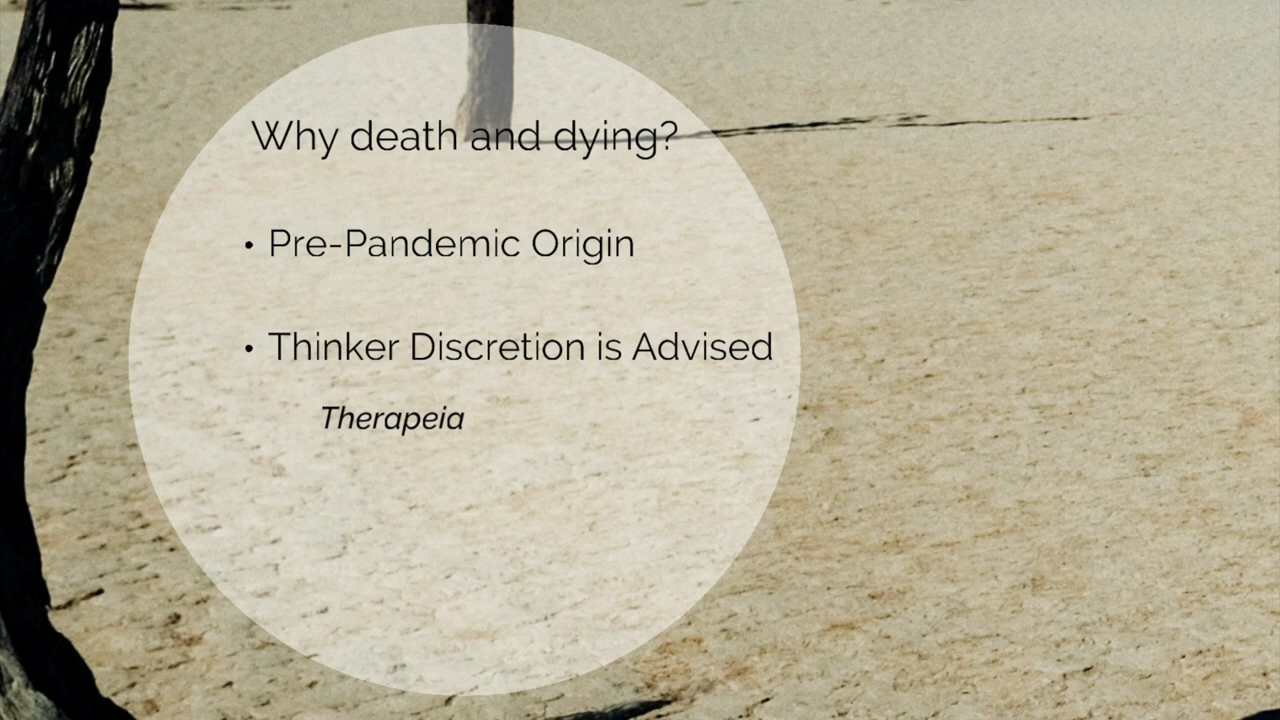 Why death and dying?
• Pre-Pandemic Origin
• Thinker Discretion is Advised
Therapeia